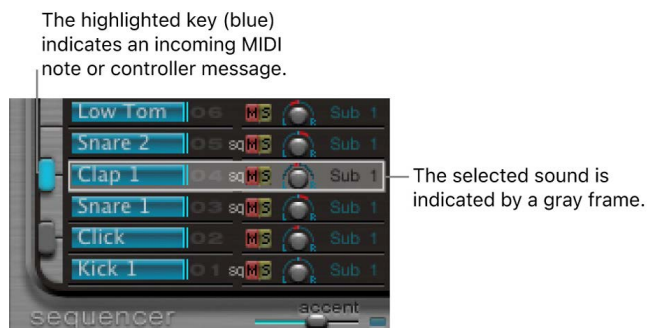 The highlighted key (blue)
indicates an incoming MIDI
note or controller message.
Low Tom 06 M S L R Sub 1
Snare 2 05 sq M S L R Sub 1
Clap 1 04 sq M S L R Sub 1
The selected sound is
indicated by a gray frame.
Snare 1 03 sq M S L R Sub 1
Click 02 M S L R Sub 1
Kick 1 01 sq M S L R Sub 1
sequencer
accent